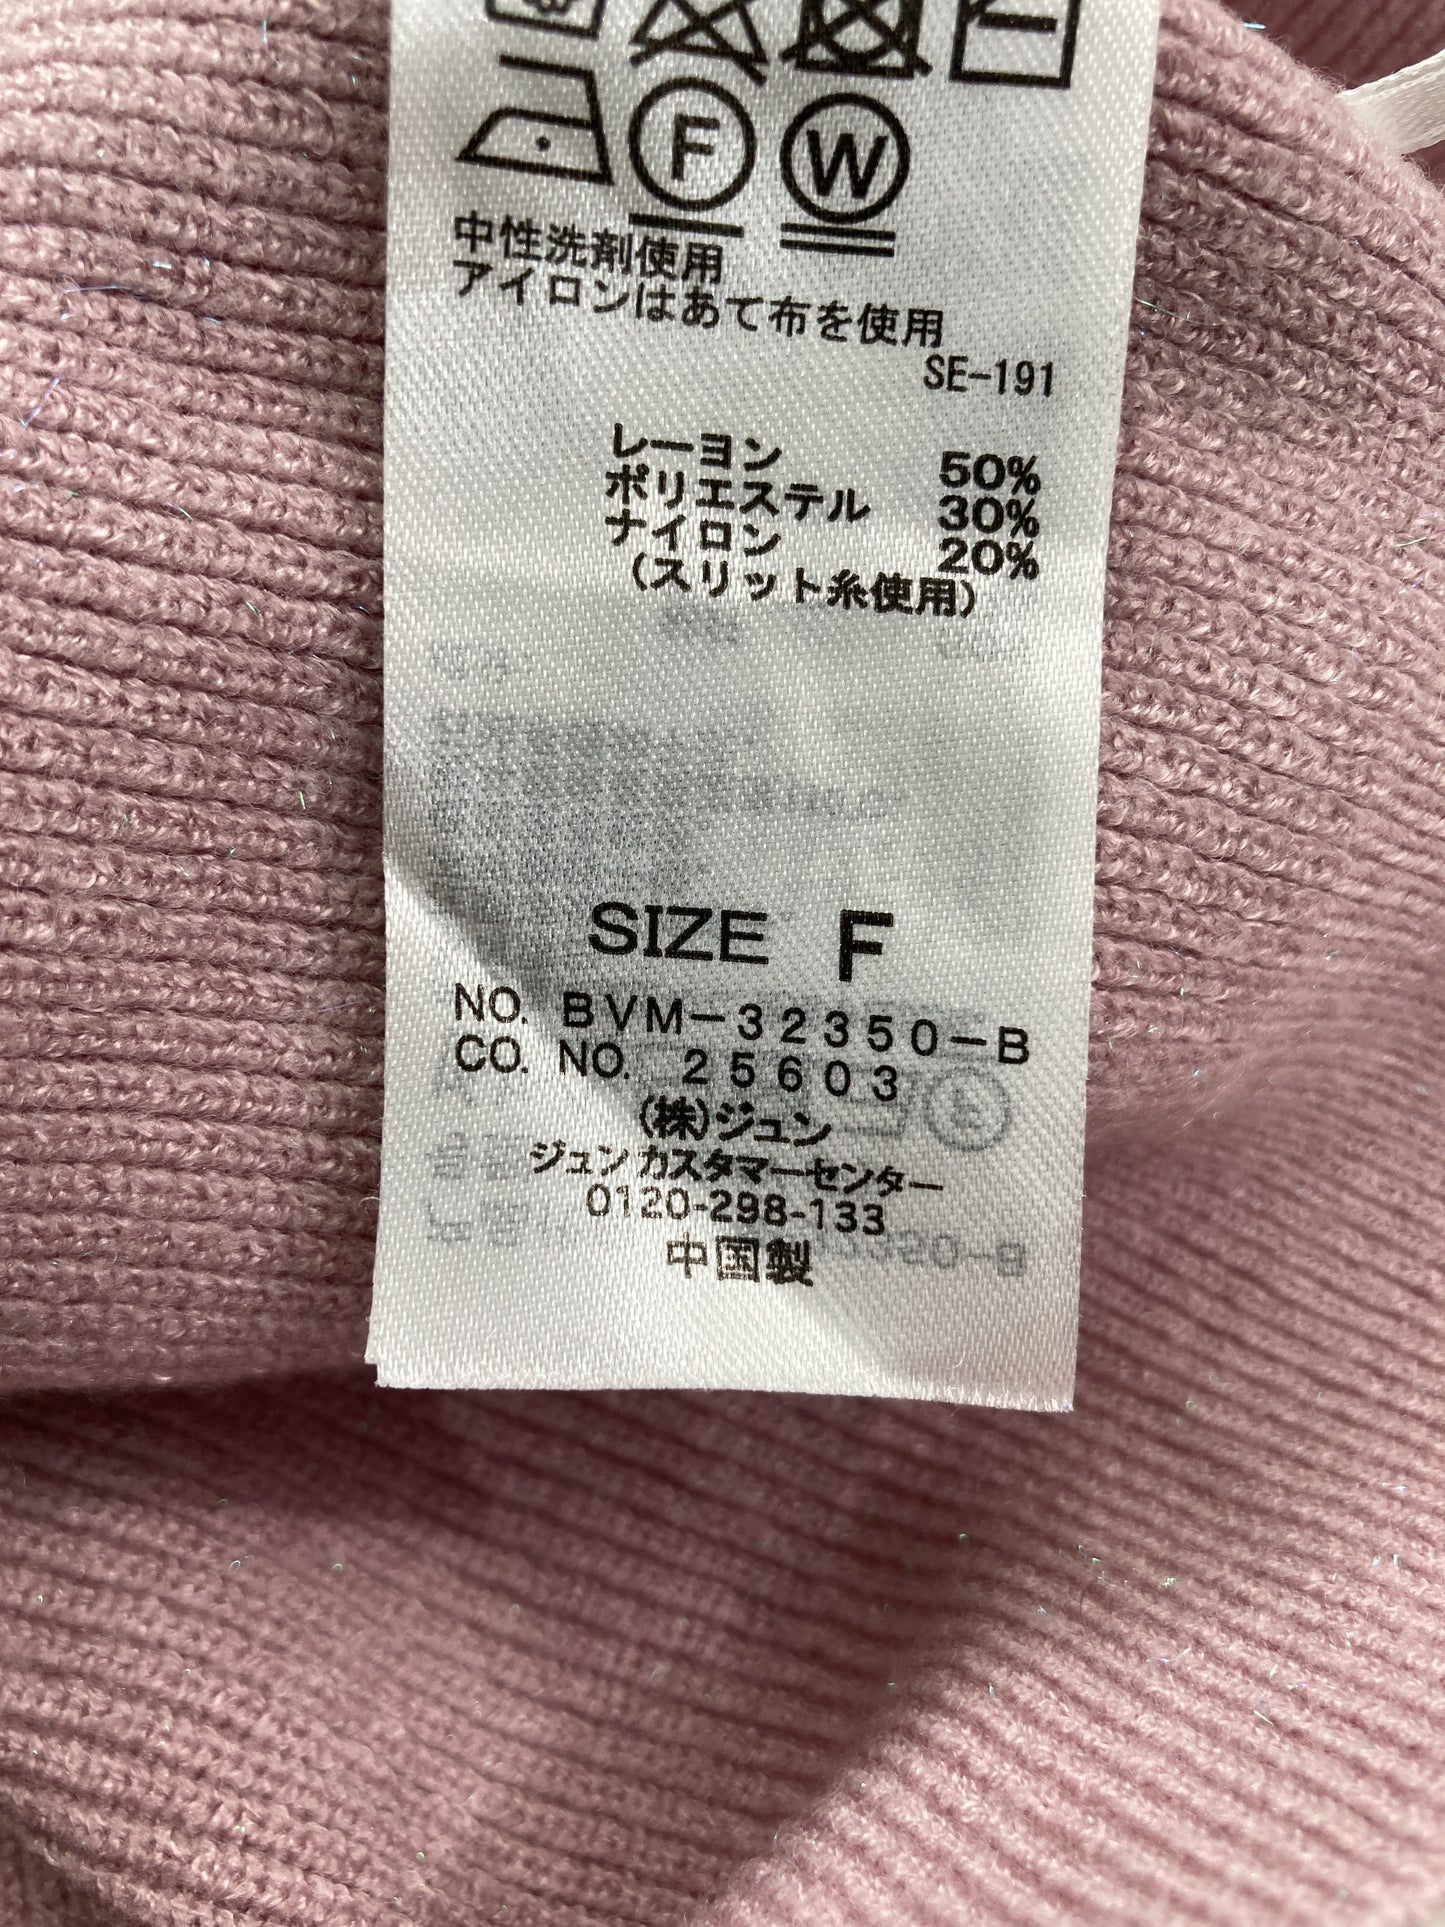 F W
中性洗剤使用
アイロンはあて布を使用
SE-191
レーヨン 50%
ポリエステル 30%
ナイロン 20%
(スリット糸使用)
SIZE F
NO. BVM-32350-B
CO. NO. 25603
(株)ジュン
ジュンカスタマーセンター
0120-298-133
中国製